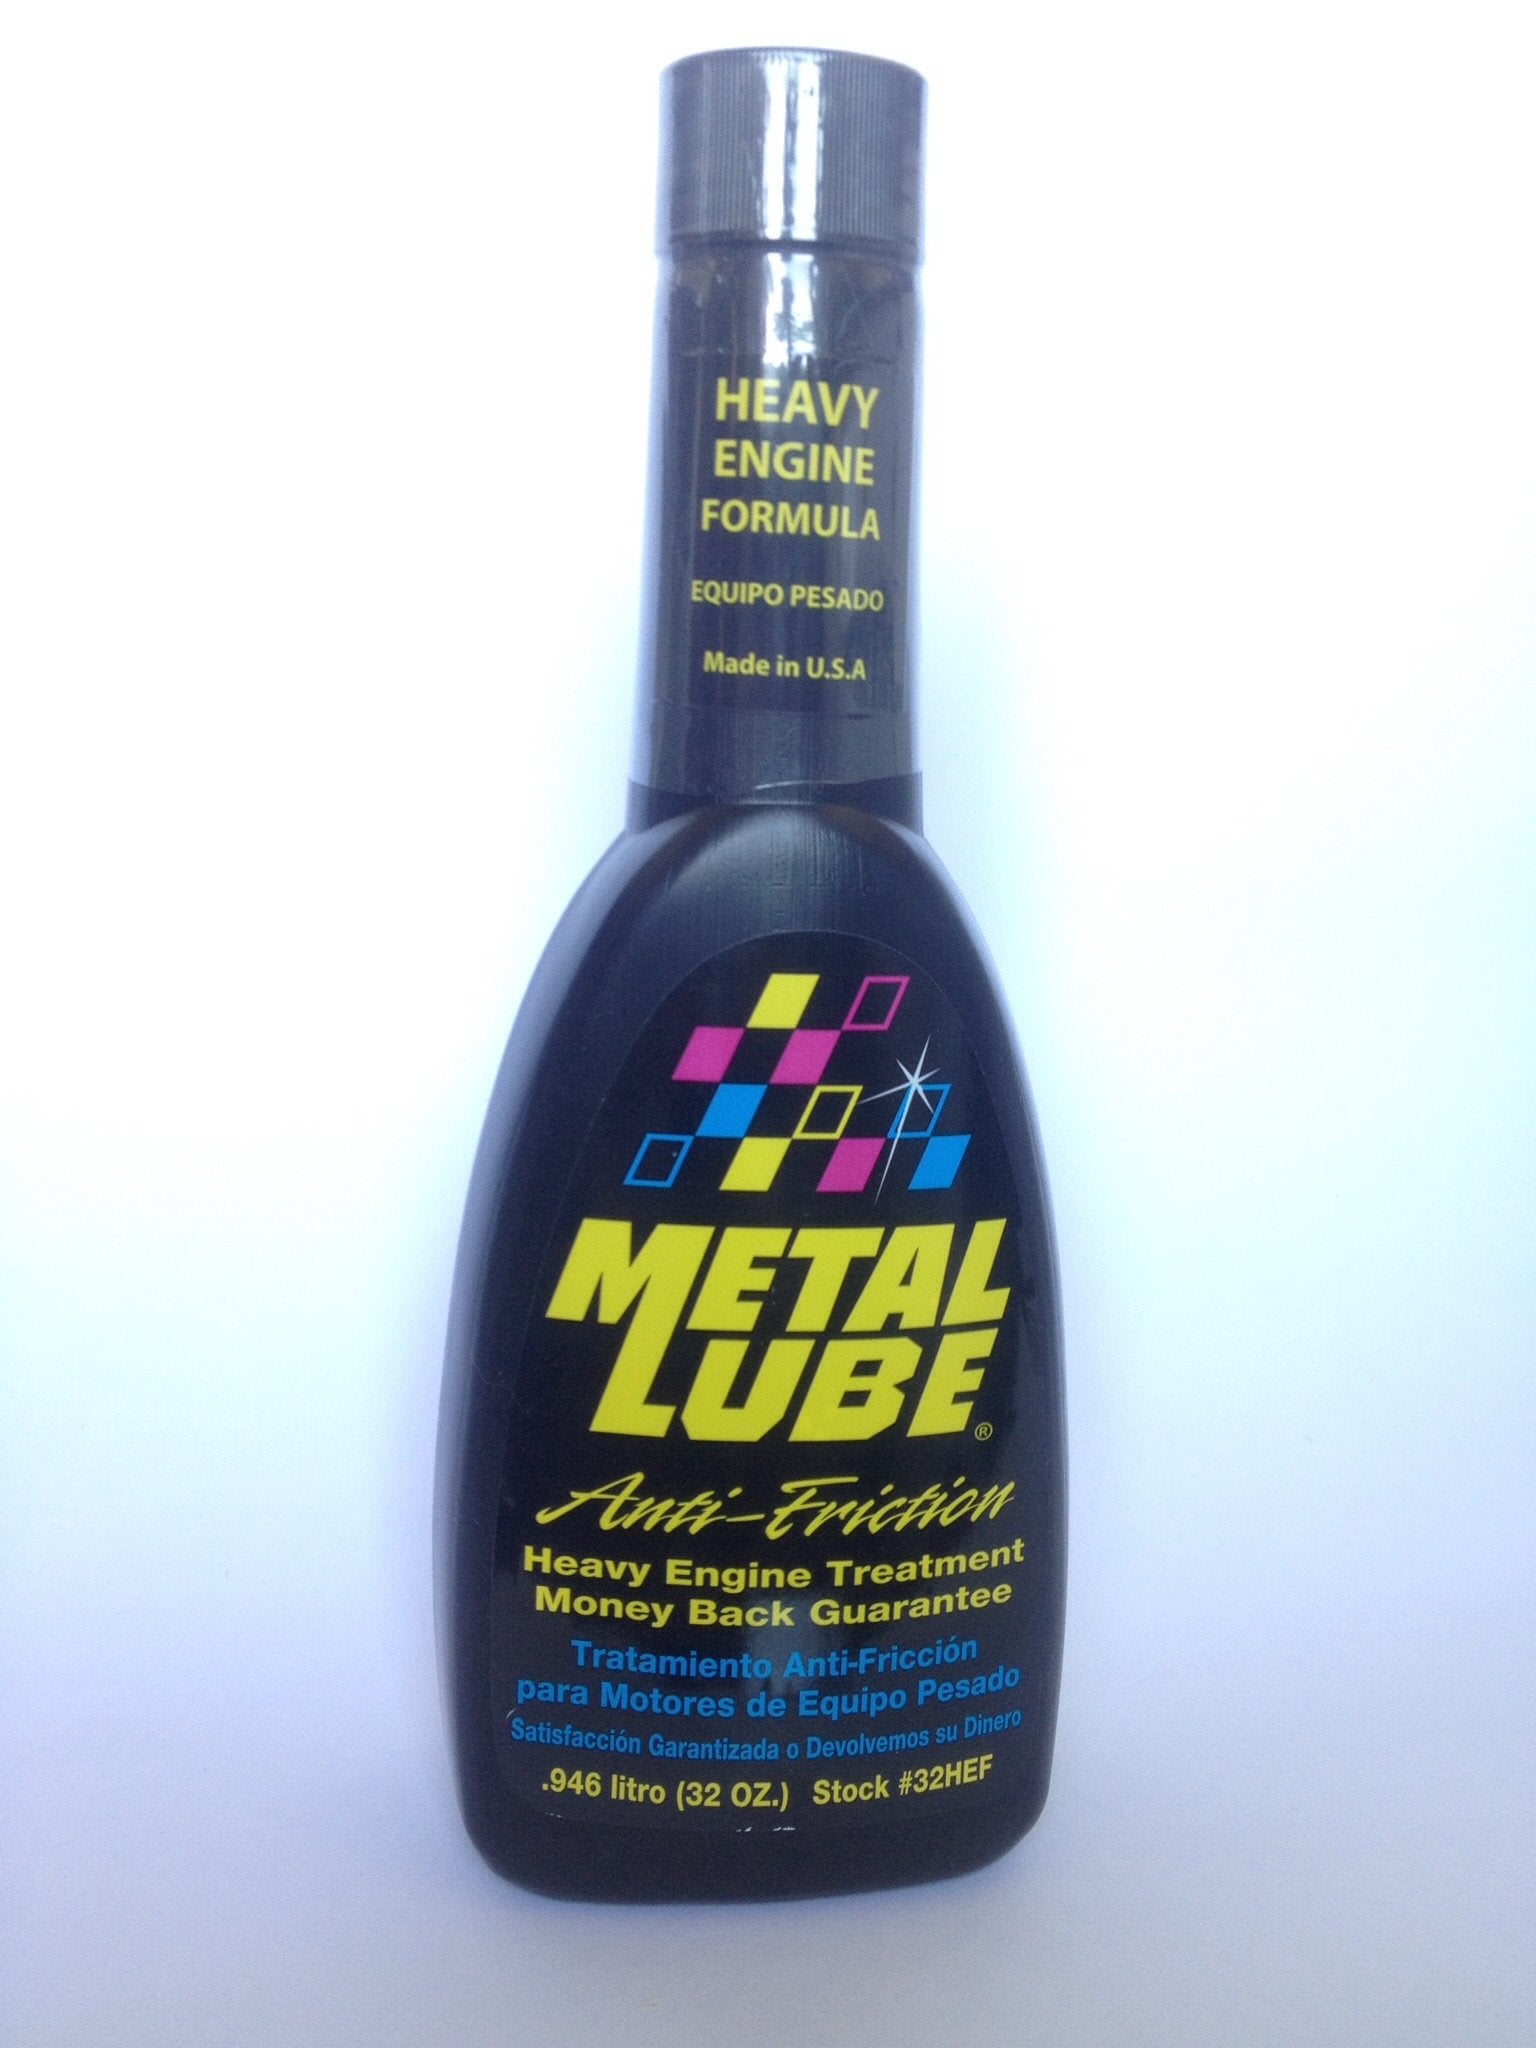 HEAVY
ENGINE
FORMULA
EQUIPO PESADO
Made in U.S.A
METAL
LUBE®
Anti-Friction
Heavy Engine Treatment
Money Back Guarantee
Tratamiento Anti-Fricción
para Motores de Equipo Pesado
Satisfacción Garantizada o Devolvemos su Dinero
.946 litro (32 OZ.) Stock #32HEF